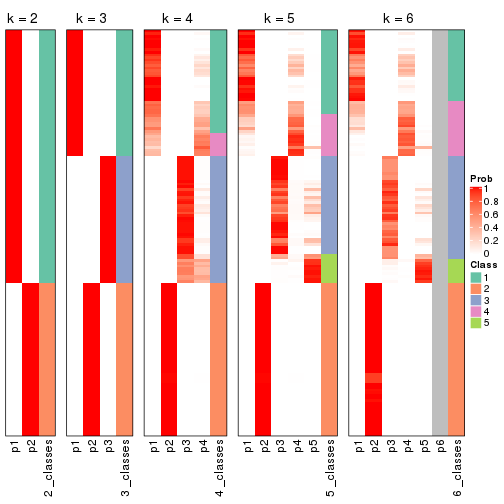 k = 2
k = 3
k = 4
k = 5
k = 6
p1
p2
2_classes
p1
p2
p3
3_classes
p1
p2
p3
p4
4_classes
p1
p2
p3
p4
p5
5_classes
p1
p2
p3
p4
p5
p6
6_classes
Prob
1
0.8
0.6
0.4
0.2
0
Class
1
2
3
4
5